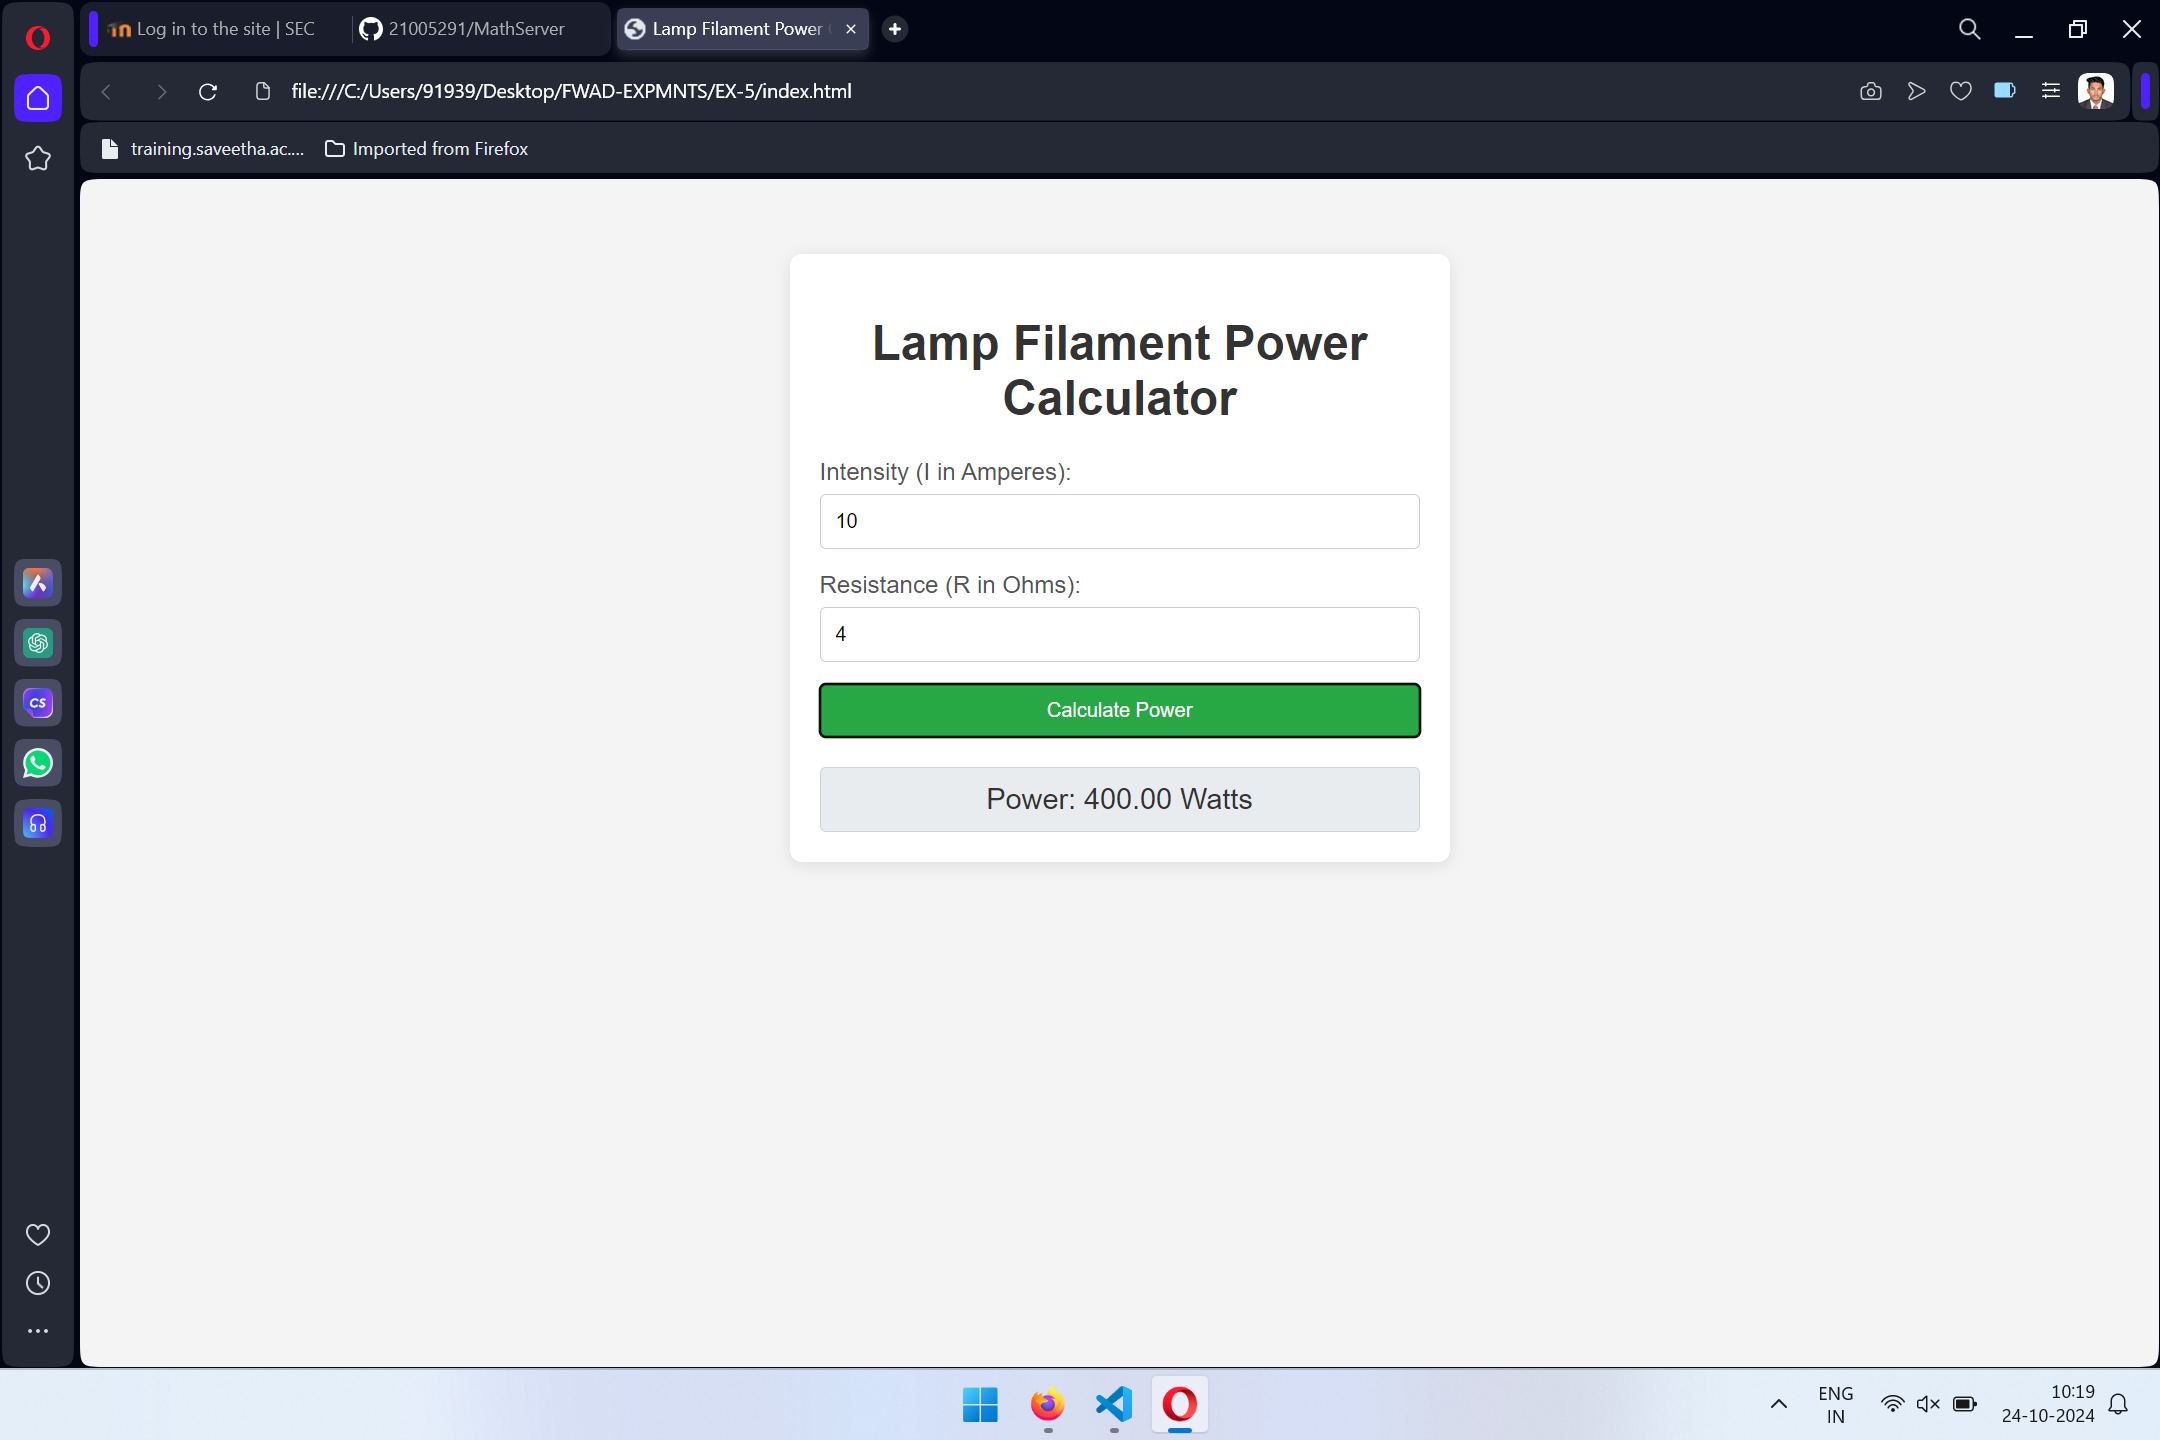 Log in to the site | SEC
21005291/MathServer
Lamp Filament Power
file:///C:/Users/91939/Desktop/FWAD-EXPMNTS/EX-5/index.html
training.saveetha.ac....
Imported from Firefox
Lamp Filament Power
Calculator
Intensity (I in Amperes):
10
Resistance (R in Ohms):
4
Calculate Power
Power: 400.00 Watts
CS
ENG
IN
10:19
24-10-2024